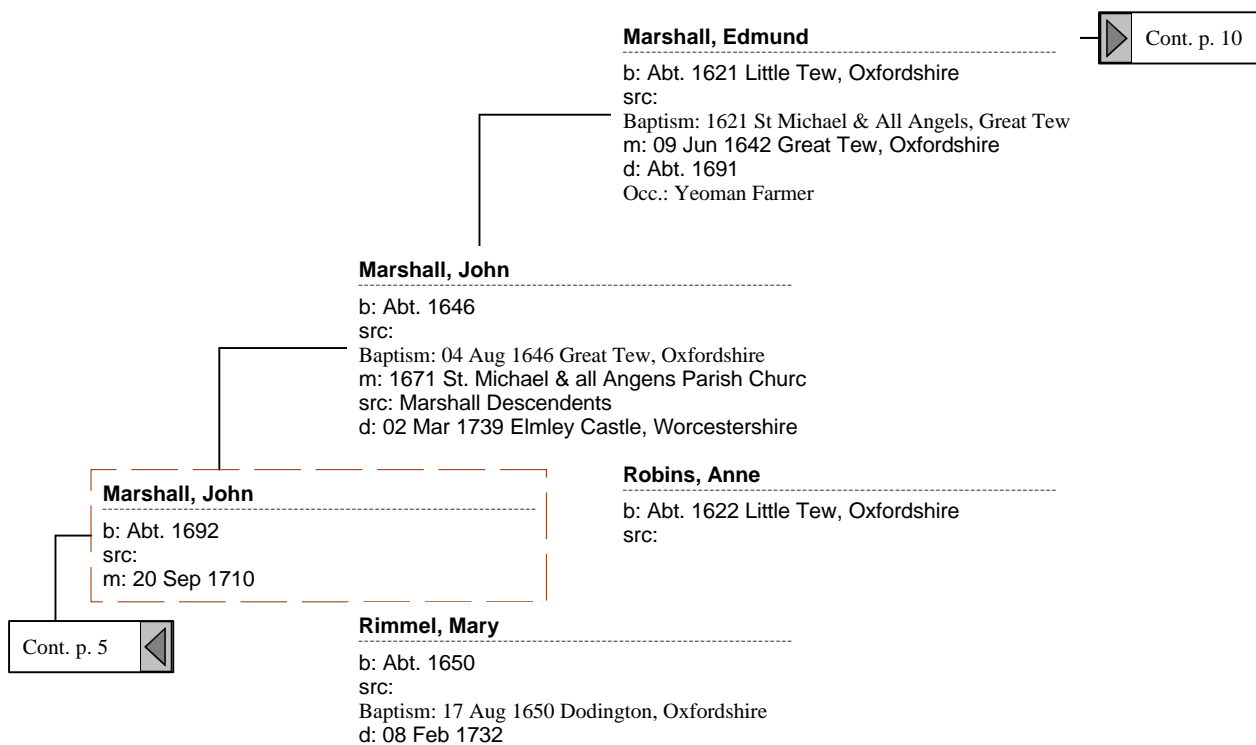 Marshall, Edmund
b: Abt. 1621 Little Tew, Oxfordshire
src:
Baptism: 1621 St Michael & All Angels, Great Tew
m: 09 Jun 1642 Great Tew, Oxfordshire
d: Abt. 1691
Occ.: Yeoman Farmer
Cont. p. 10
Marshall, John
b: Abt. 1646
src:
Baptism: 04 Aug 1646 Great Tew, Oxfordshire
m: 1671 St. Michael & all Angens Parish Churc
src: Marshall Descendents
d: 02 Mar 1739 Elmley Castle, Worcestershire
Robins, Anne
b: Abt. 1622 Little Tew, Oxfordshire
src:
Marshall, John
b: Abt. 1692
src:
m: 20 Sep 1710
Cont. p. 5
Rimmel, Mary
b: Abt. 1650
src:
Baptism: 17 Aug 1650 Dodington, Oxfordshire
d: 08 Feb 1732